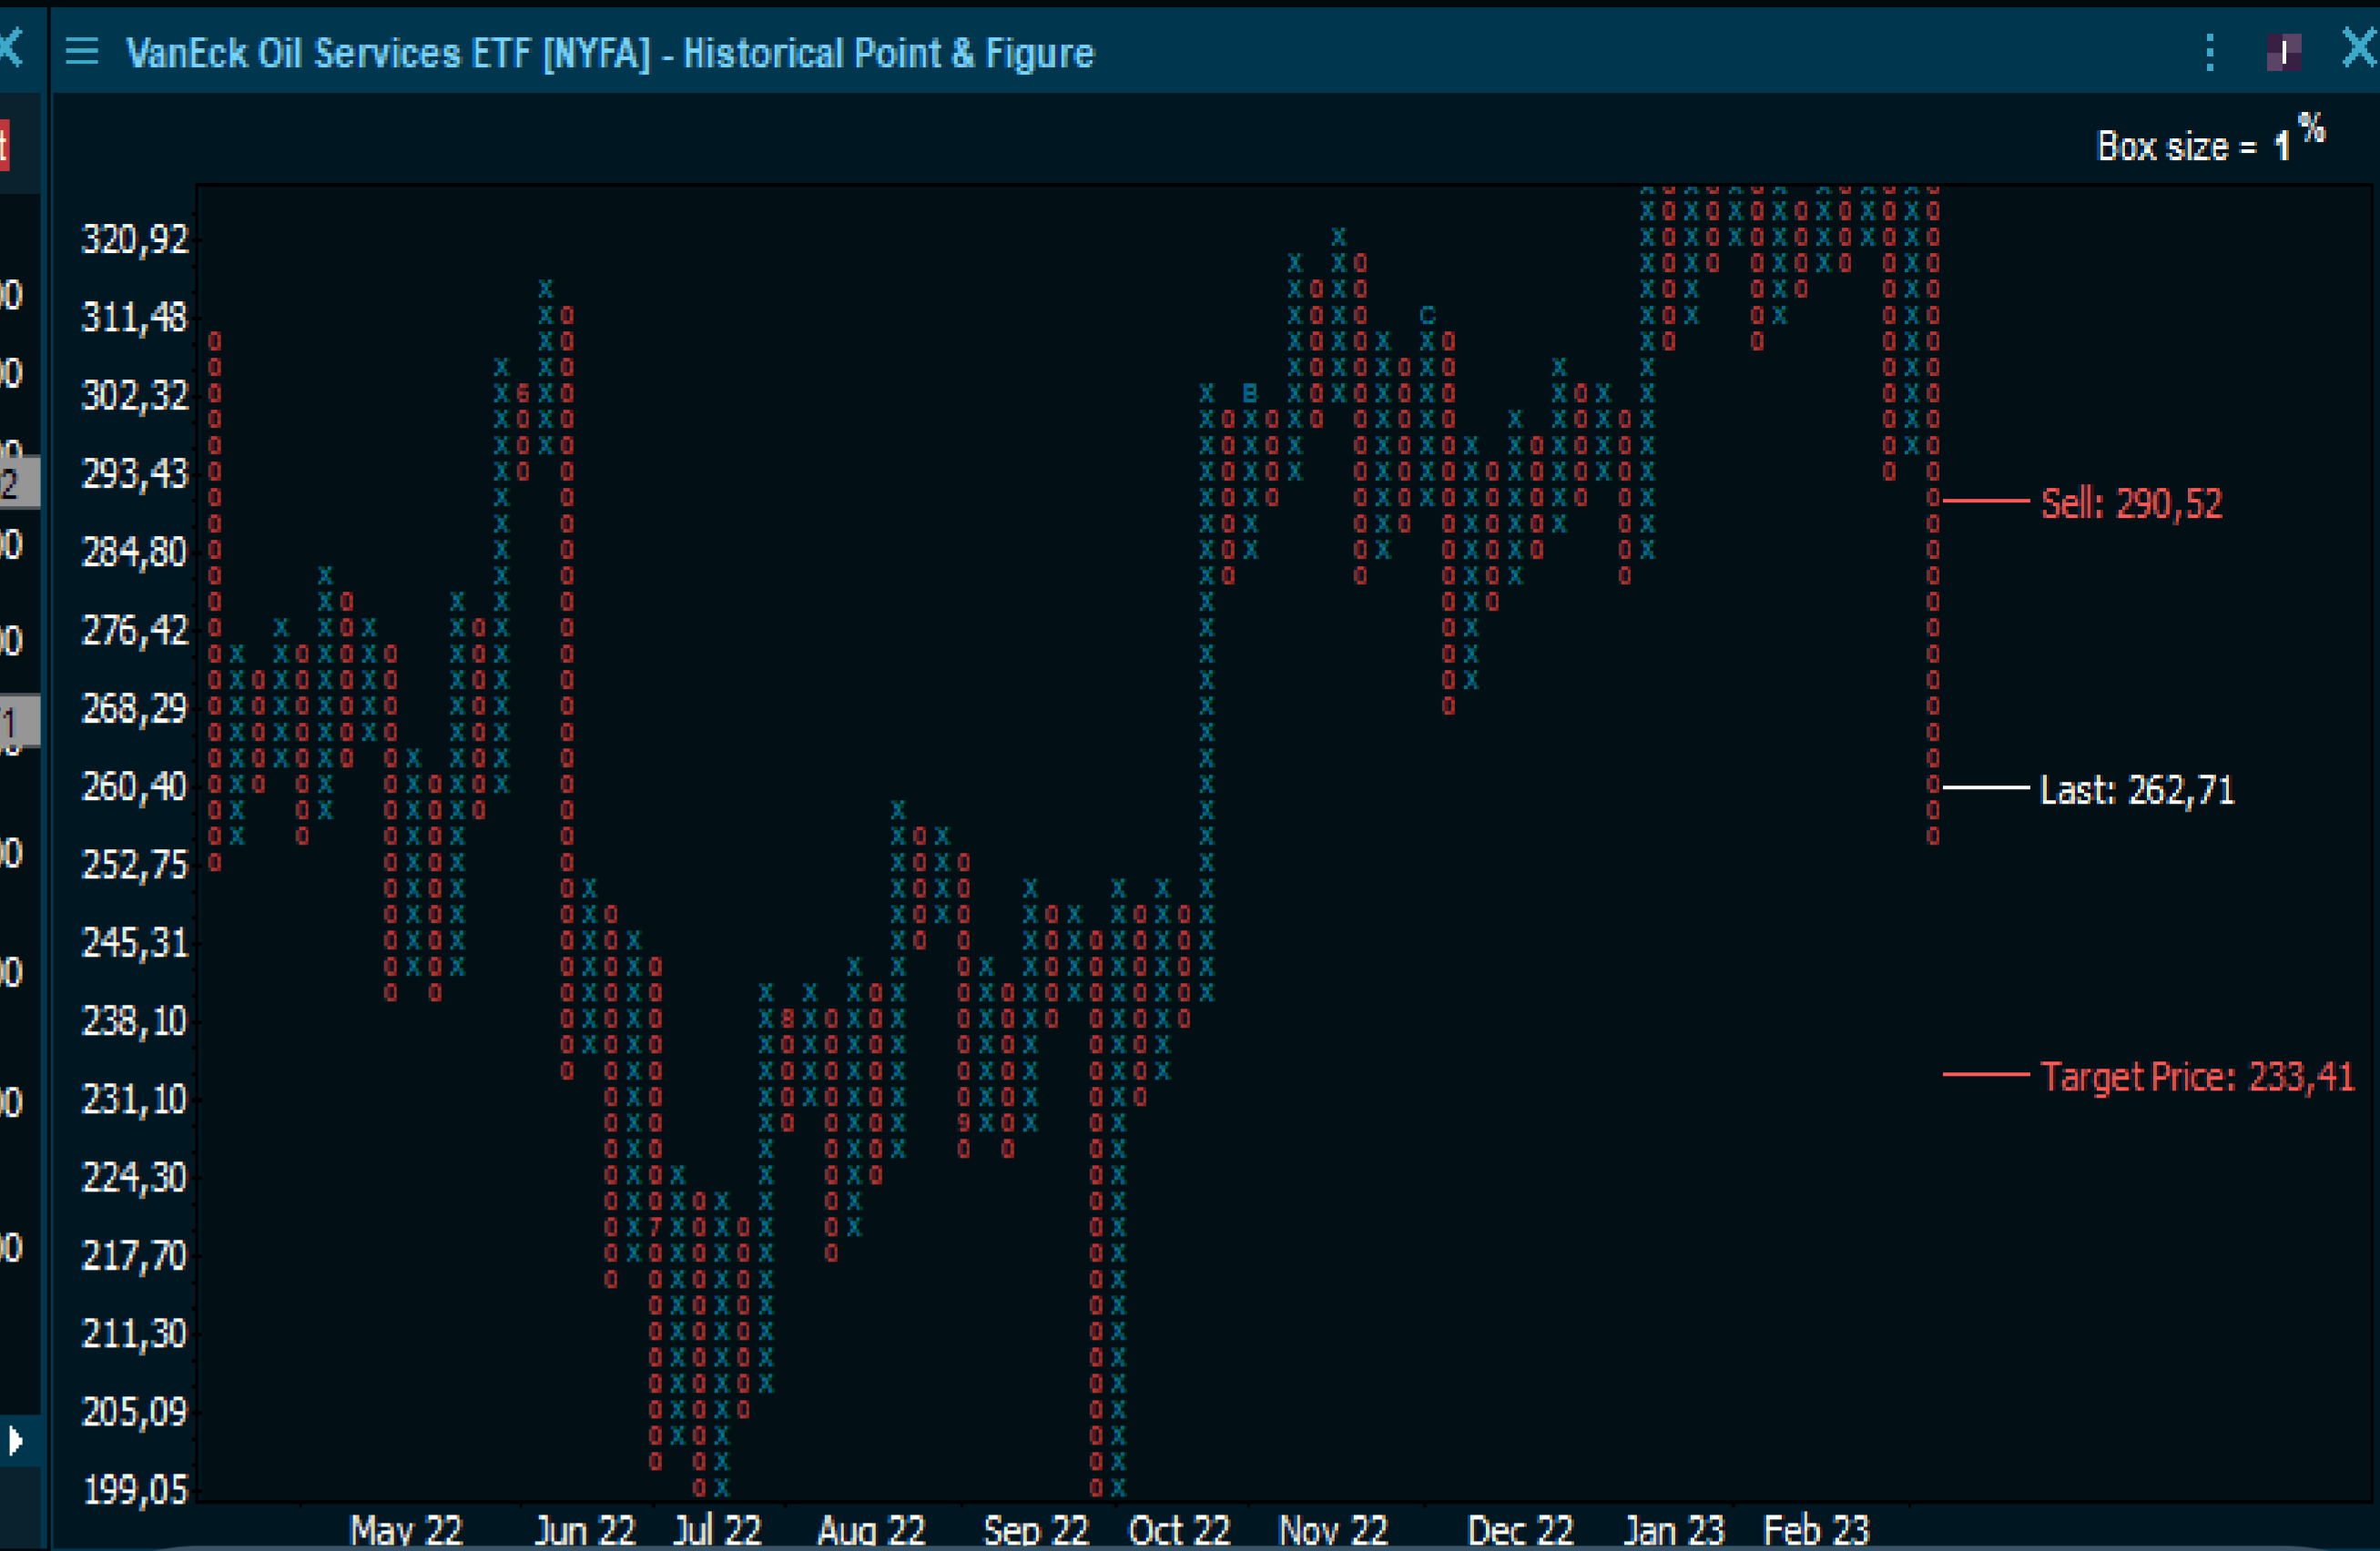 VanEck Oil Services ETF [NYFA] - Historical Point & Figure
Box size = 1%
320,92
311,48
302,32
293,43
284,80
276,42
268,29
260,40
252,75
245,31
238,10
231,10
224,30
217,70
211,30
205,09
199,05
Sell: 290,52
Last: 262,71
Target Price: 233,41
May 22 Jun 22 Jul 22 Aug 22 Sep 22 Oct 22 Nov 22 Dec 22 Jan 23 Feb 23